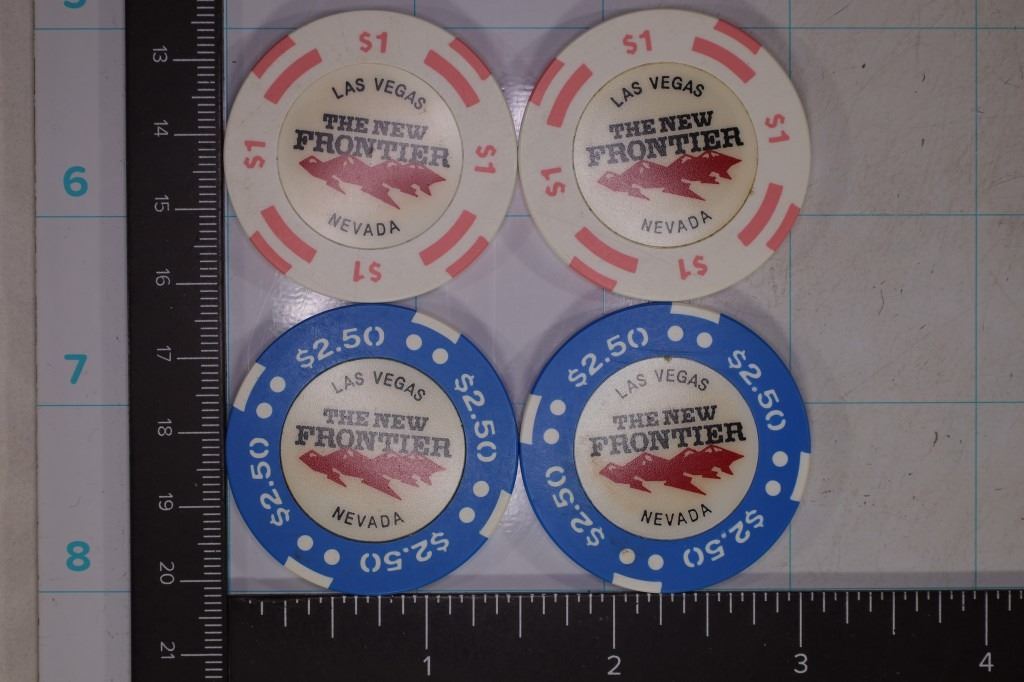 13
14
15
16
17
18
19
20
21
6
7
8
$1
LAS VEGAS
THE NEW
FRONTIER
$1
$1
NEVADA
$1
$1
LAS VEGAS
THE NEW
FRONTIER
$1
$1
NEVADA
$1
$2.50
LAS VEGAS
THE NEW
FRONTIER
$2.50
$2.50
NEVADA
$2.50
$2.50
LAS VEGAS
THE NEW
FRONTIER
$2.50
$2.50
NEVADA
$2.50
1
2
3
4